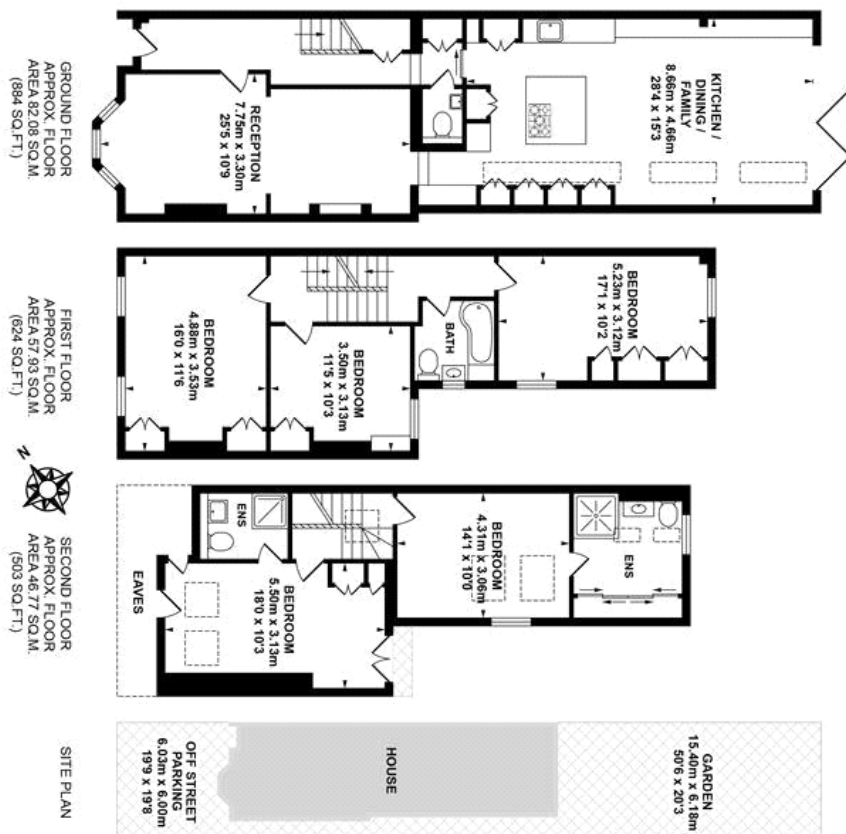 KITCHEN /
DINING /
FAMILY
8.66m x 4.66m
28'4 x 15'3
RECEPTION
7.75m x 3.30m
25'5 x 10'9
GROUND FLOOR
APPROX. FLOOR
AREA 82.08 SQ.M.
(884 SQ.FT.)
BEDROOM
5.23m x 3.12m
17'1 x 10'2
BATH
BEDROOM
3.50m x 3.13m
11'5 x 10'3
BEDROOM
4.88m x 3.53m
16'0 x 11'6
FIRST FLOOR
APPROX. FLOOR
AREA 57.93 SQ.M.
(624 SQ.FT.)
N
ENS
BEDROOM
4.31m x 3.06m
14'1 x 10'0
ENS
BEDROOM
5.50m x 3.13m
18'0 x 10'3
EAVES
SECOND FLOOR
APPROX. FLOOR
AREA 46.77 SQ.M.
(503 SQ.FT.)
GARDEN
15.40m x 6.18m
50'6 x 20'3
HOUSE
OFF STREET
PARKING
6.03m x 6.00m
19'9 x 19'8
SITE PLAN